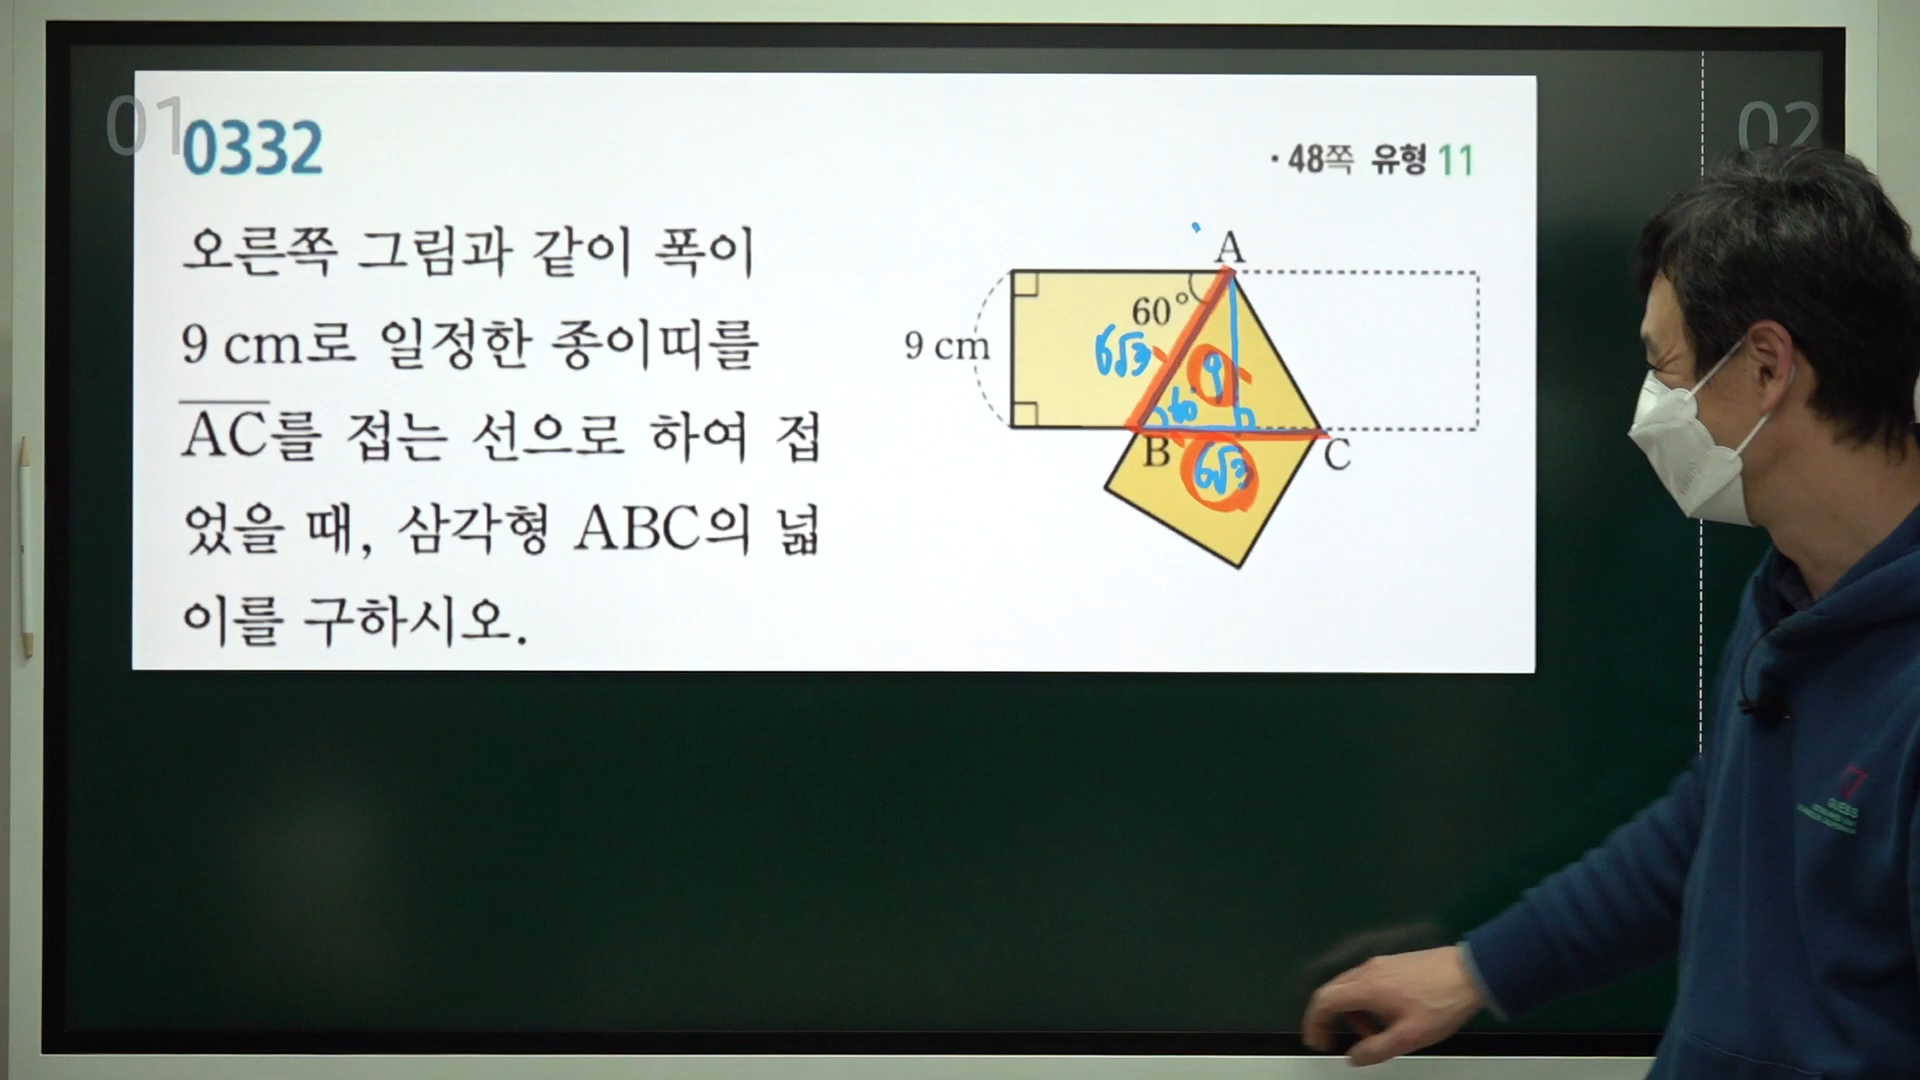 01
02
0332
· 48쪽 유형 11
오른쪽 그림과 같이 폭이
9 cm로 일정한 종이띠를
AC를 접는 선으로 하여 접
었을 때, 삼각형 ABC의 넓
이를 구하시오.
A
60°
9 cm
6√3
9
60°
B
6√3
C
GUESS